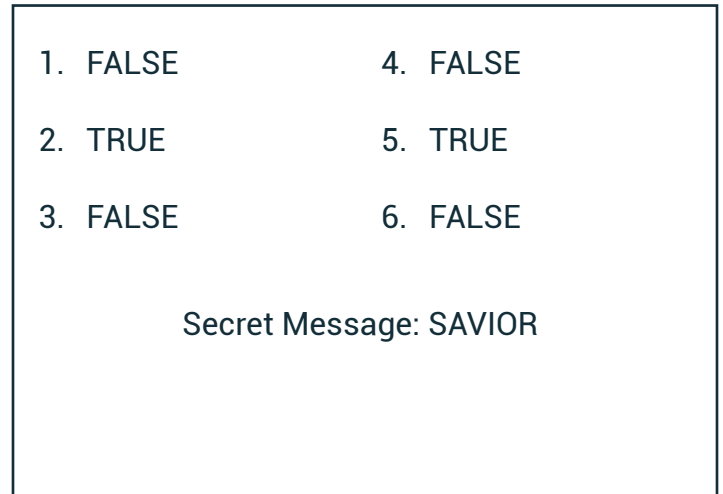 1. FALSE
2. TRUE
3. FALSE
4. FALSE
5. TRUE
6. FALSE
Secret Message: SAVIOR